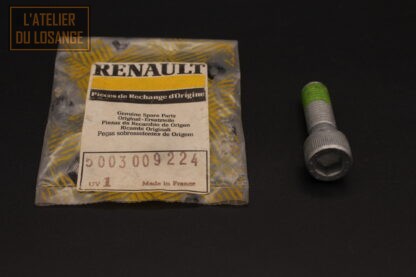 L'ATELIER
DU LOSANGE
RENAULT
Pièces de Rechange d'Origine
Genuine Spare Parts
Original-Ersatzteile
Piezas de Recambio de Origen
Ricambi Originali
Peças sobresselentes de Origem
5003009224
UV 1 Made in France